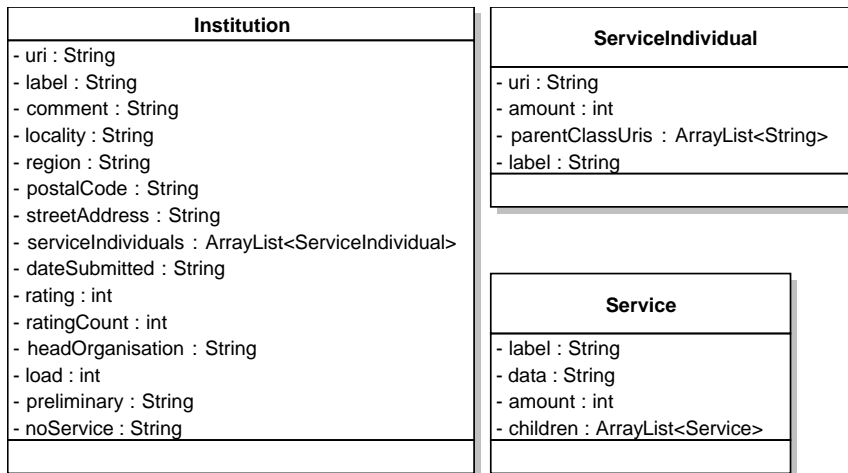 Institution
- uri : String
- label : String
- comment : String
- locality : String
- region : String
- postalCode : String
- streetAddress : String
- serviceIndividuals : ArrayList<ServiceIndividual>
- dateSubmitted : String
- rating : int
- ratingCount : int
- headOrganisation : String
- load : int
- preliminary : String
- noService : String
ServiceIndividual
- uri : String
- amount : int
- parentClassUris : ArrayList<String>
- label : String
Service
- label : String
- data : String
- amount : int
- children : ArrayList<Service>